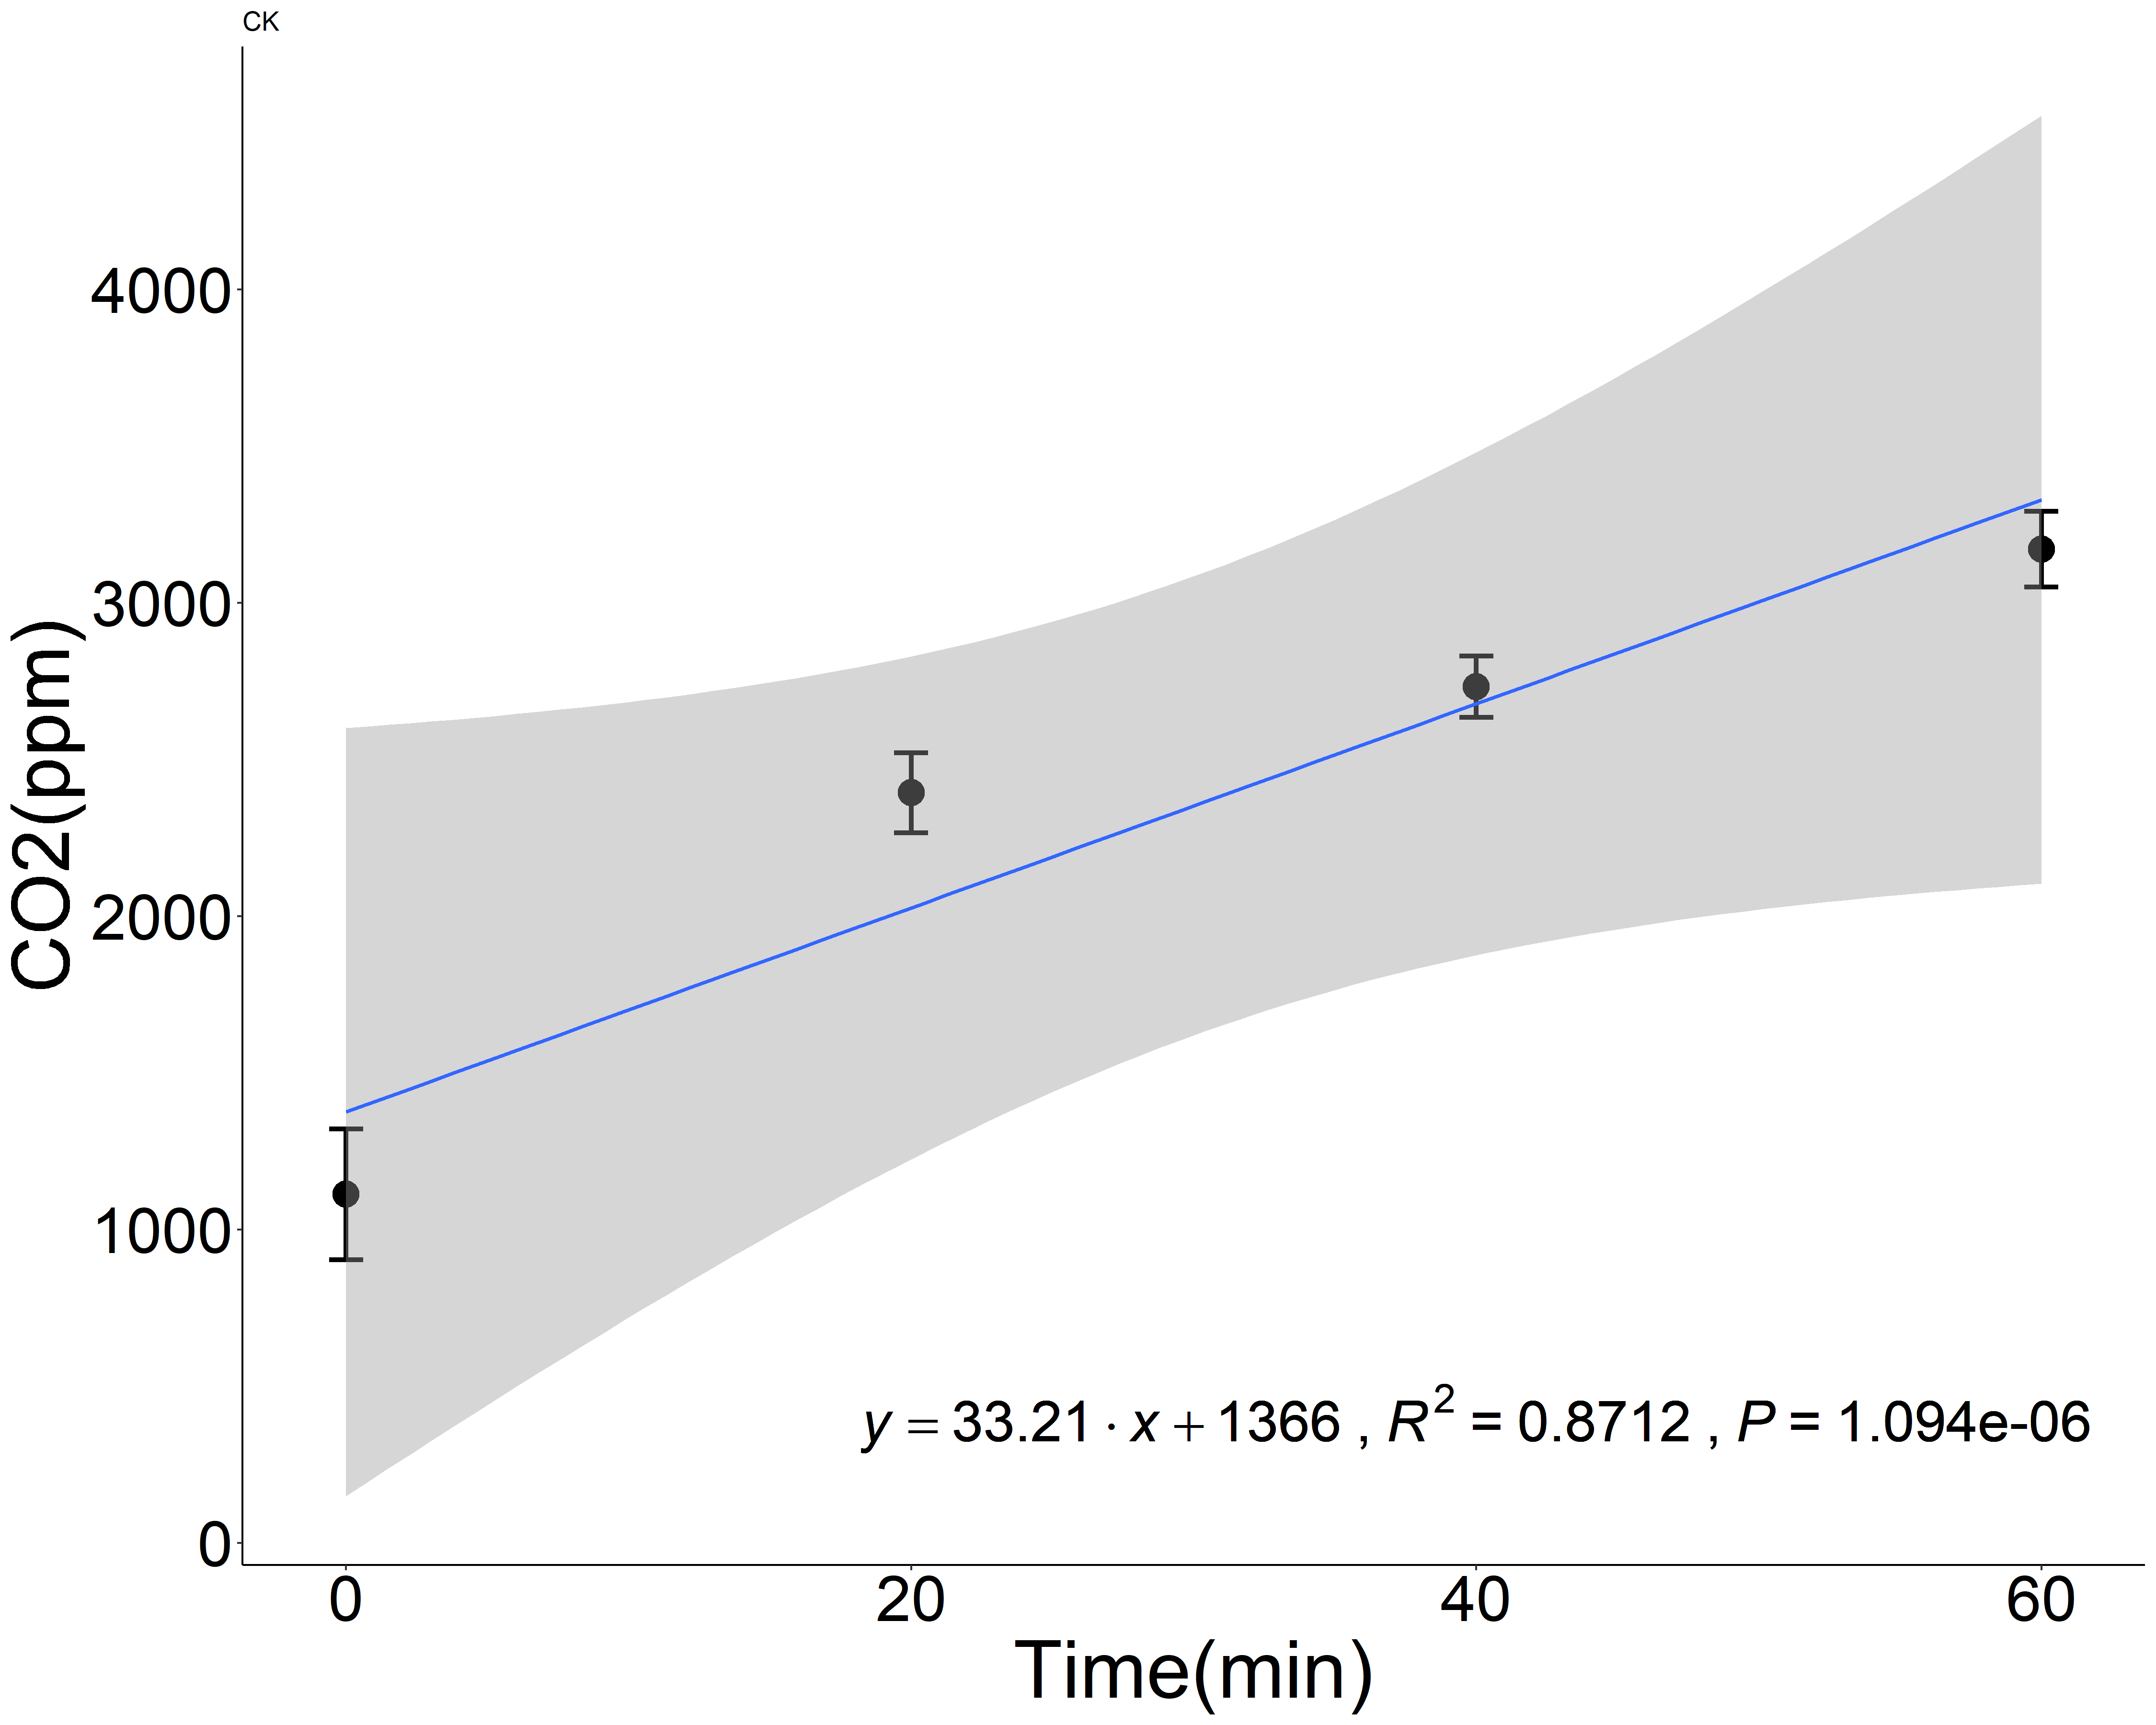 CK
4000
3000
2000
1000
0
CO2(ppm)
y = 33.21 · x + 1366 , R² = 0.8712 , P = 1.094e-06
0 20 40 60
Time(min)